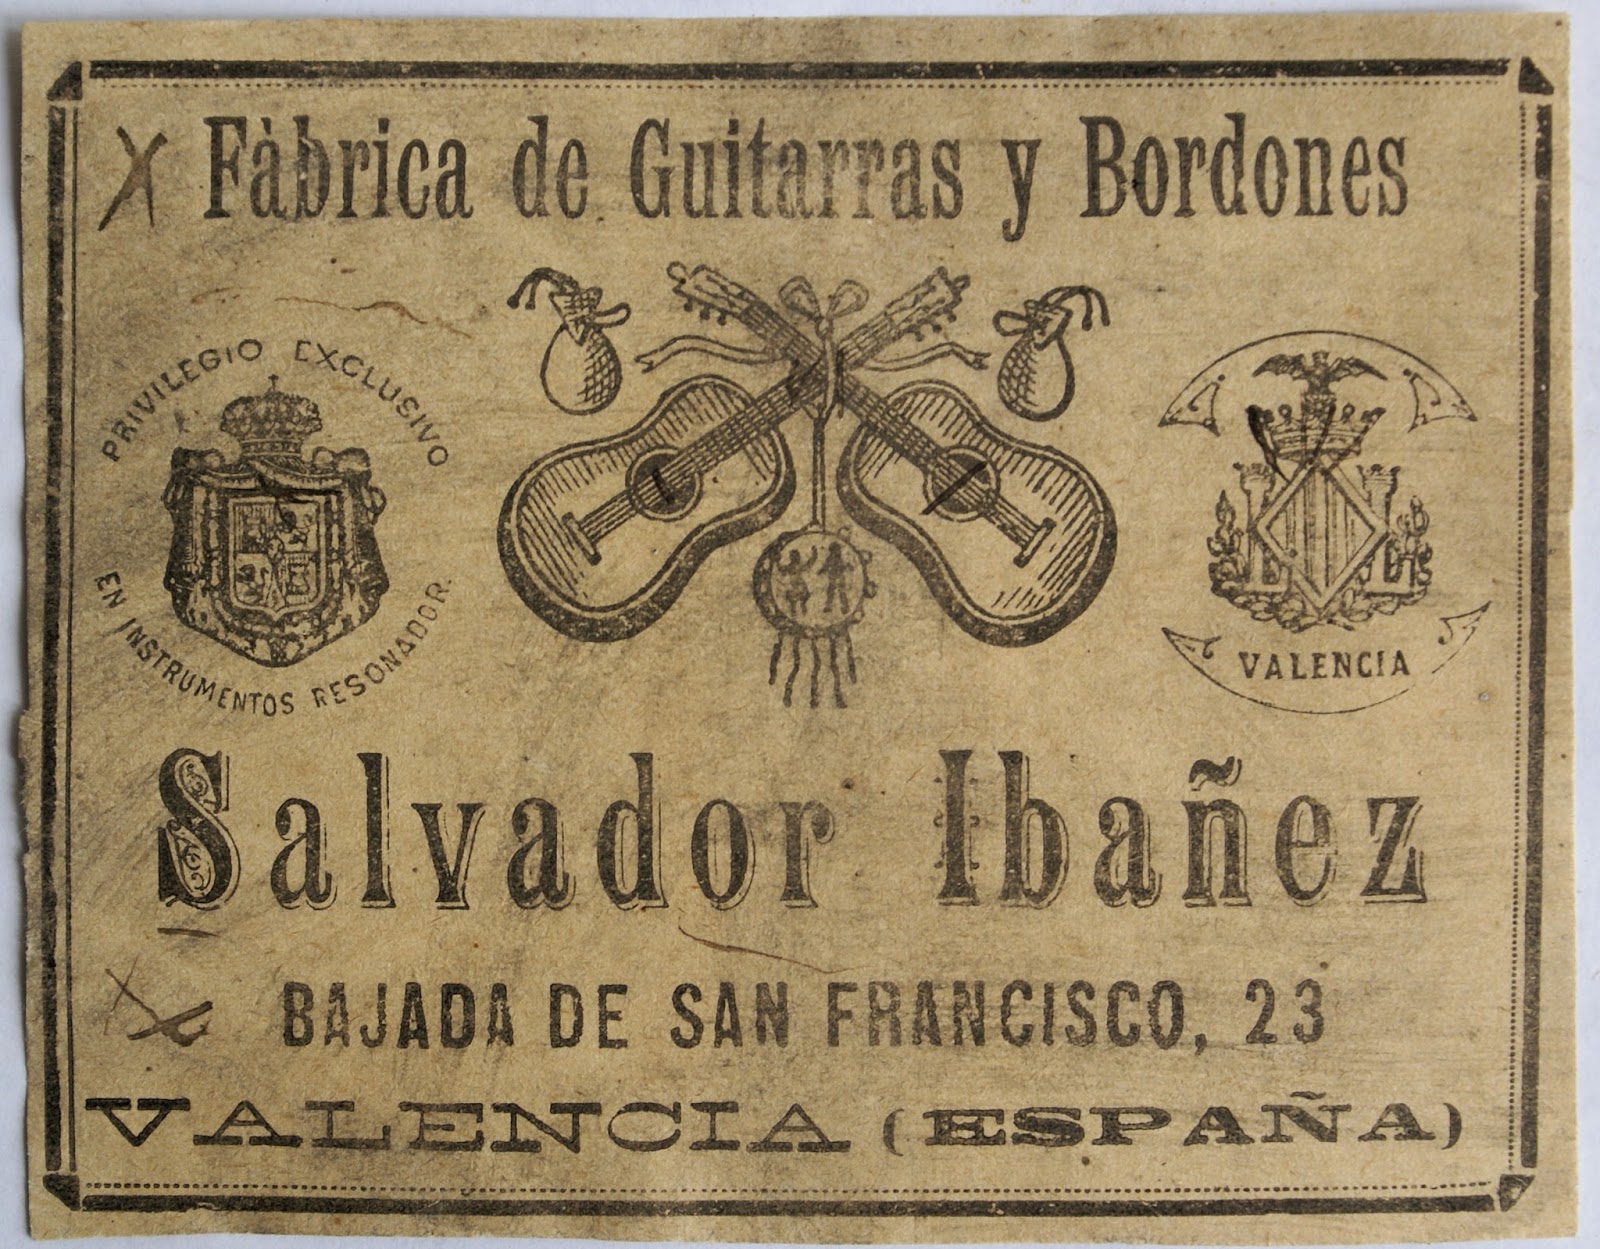 Fàbrica de Guitarras y Bordones
PRIVILEGIO EXCLUSIVO
EN INSTRUMENTOS RESONADOR.
VALENCIA
Salvador Ibañez
BAJADA DE SAN FRANCISCO, 23
VALENCIA (ESPAÑA)